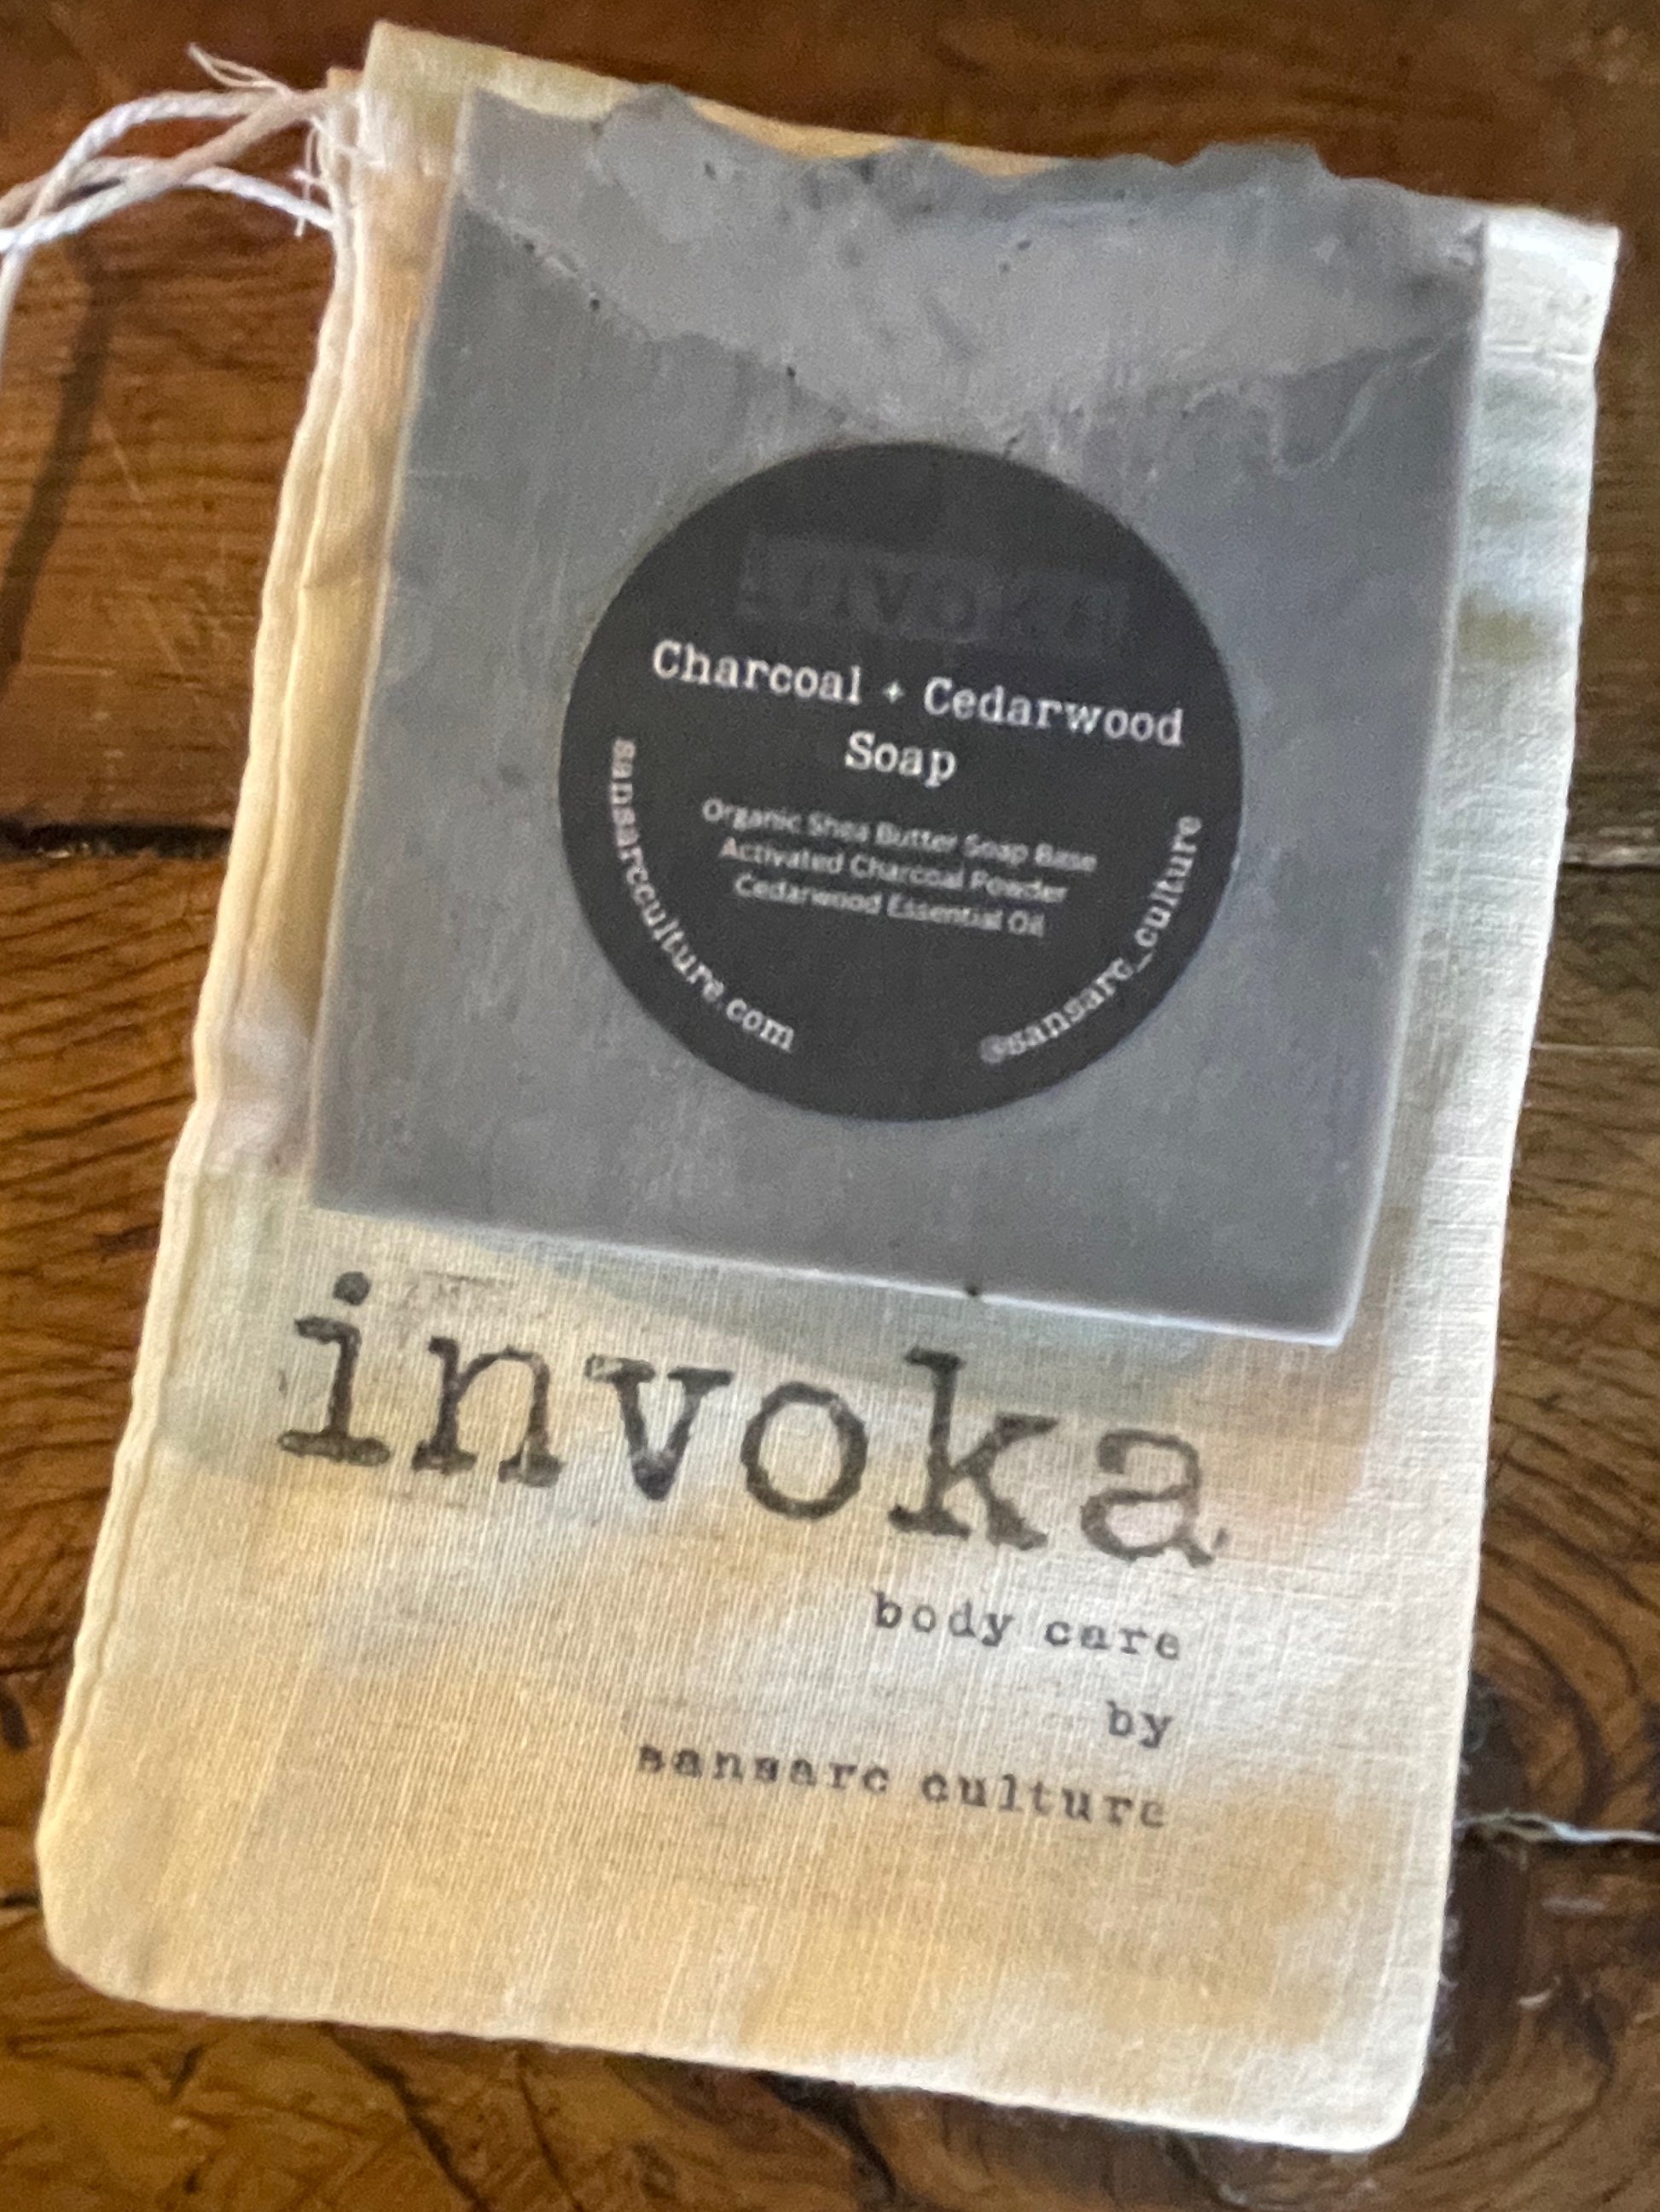 invoka
Charcoal + Cedarwood
Soap
Organic Shea Butter Soap Base
Activated Charcoal Powder
Cedarwood Essential Oil
sansarcculture.com
@sansarc_culture
invoka
body care
by
sansarc culture